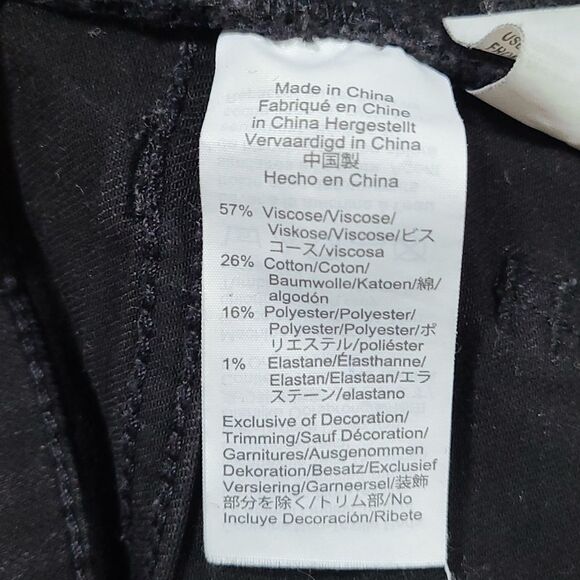 Made in China
Fabriqué en Chine
in China Hergestellt
Vervaardigd in China
中国製
Hecho en China
57% Viscose/Viscose/
Viskose/Viscose/ビス
コース/viscosa
26% Cotton/Coton/
Baumwolle/Katoen/綿/
algodón
16% Polyester/Polyester/
Polyester/Polyester/ポ
リエステル/poliéster
1% Elastane/Élasthanne/
Elastan/Elastaan/エラ
ステーン/elastano
Exclusive of Decoration/
Trimming/Sauf Décoration/
Garnitures/Ausgenommen
Dekoration/Besatz/Exclusief
Versiering/Garneersel/装飾
部分を除く/トリム部/No
Incluye Decoración/Ribete